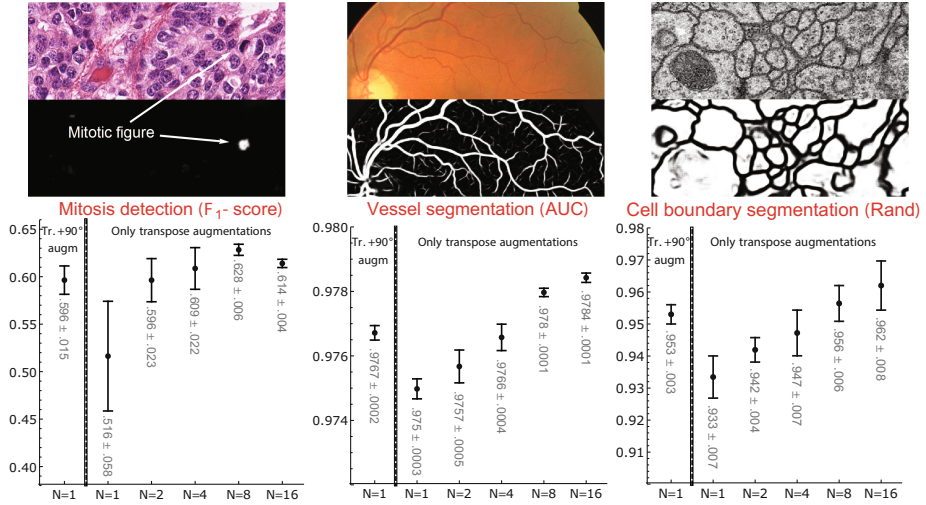 Mitotic figure
Mitosis detection (F1- score)
Tr.+90° augm
Only transpose augmentations
0.65
0.60
0.55
0.50
0.45
0.40
.596 ± .015
.516 ± .058
.596 ± .023
.609 ± .022
.628 ± .006
.614 ± .004
N=1
N=1
N=2
N=4
N=8
N=16
Vessel segmentation (AUC)
Tr.+90° augm
Only transpose augmentations
0.980
0.978
0.976
0.974
.9767 ± .0002
.975 ± .0003
.9757 ± .0005
.9766 ± .0004
.978 ± .0001
.9784 ± .0001
N=1
N=1
N=2
N=4
N=8
N=16
Cell boundary segmentation (Rand)
Tr.+90° augm
Only transpose augmentations
0.98
0.97
0.96
0.95
0.94
0.93
0.92
0.91
.953 ± .003
.933 ± .007
.942 ± .004
.947 ± .007
.956 ± .006
.962 ± .008
N=1
N=1
N=2
N=4
N=8
N=16